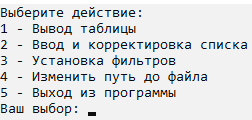 Выберите действие:
1 - Вывод таблицы
2 - Ввод и корректировка списка
3 - Установка фильтров
4 - Изменить путь до файла
5 - Выход из программы
Ваш выбор: